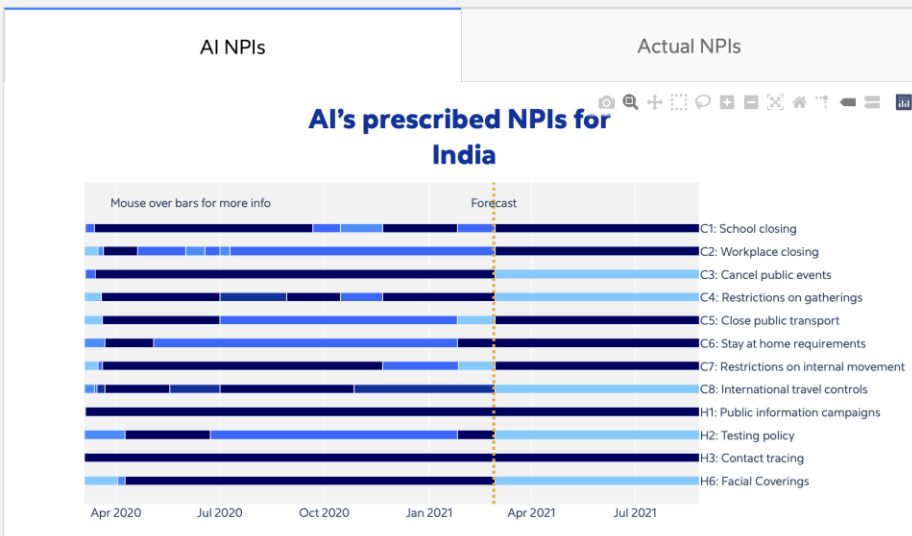 AI NPIs
Actual NPIs
AI's prescribed NPIs for
India
Mouse over bars for more info
Forecast
C1: School closing
C2: Workplace closing
C3: Cancel public events
C4: Restrictions on gatherings
C5: Close public transport
C6: Stay at home requirements
C7: Restrictions on internal movement
C8: International travel controls
H1: Public information campaigns
H2: Testing policy
H3: Contact tracing
H6: Facial Coverings
Apr 2020
Jul 2020
Oct 2020
Jan 2021
Apr 2021
Jul 2021